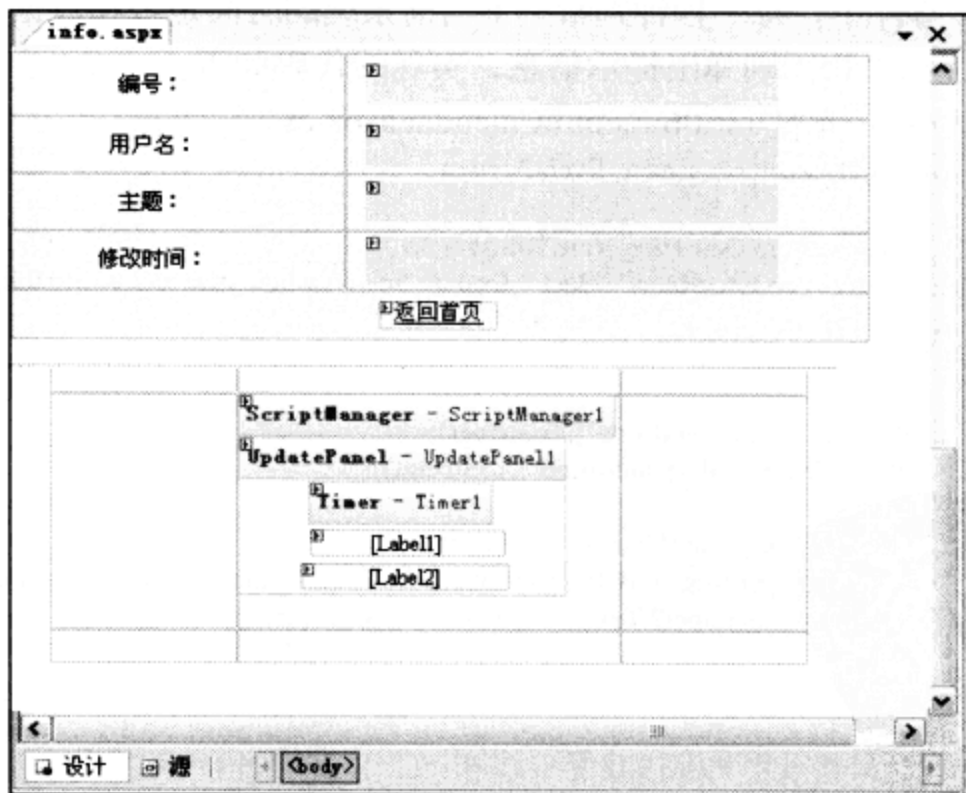 info.aspx
编号：
用户名：
主题：
修改时间：
返回首页
ScriptManager - ScriptManager1
UpdatePanel - UpdatePanel1
Timer - Timer1
[Label1]
[Label2]
设计 源 <body>